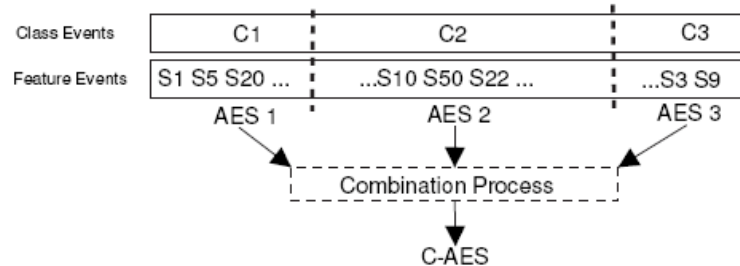 Class Events C1 C2 C3
Feature Events S1 S5 S20 ... ...S10 S50 S22 ... ...S3 S9
AES 1 AES 2 AES 3
Combination Process
C-AES